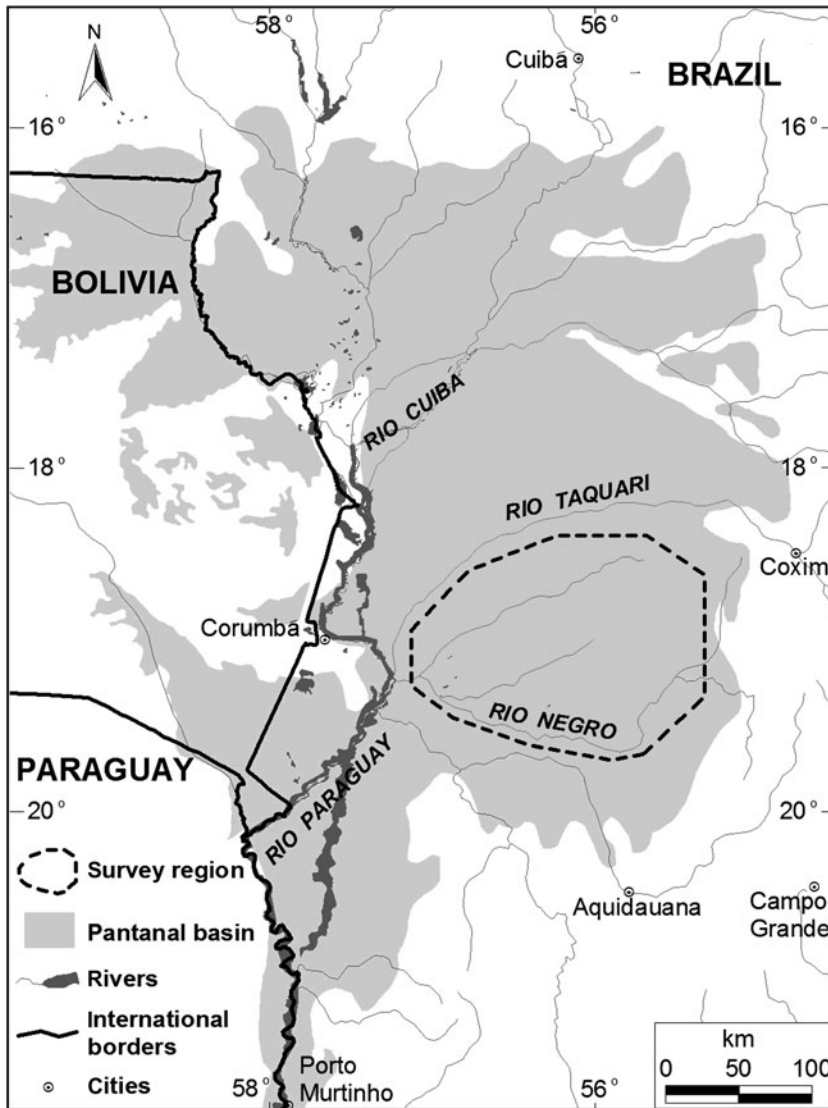 58°
56°
N
Cuibá
BRAZIL
16°
16°
BOLIVIA
RIO CUIBA
18°
18°
RIO TAQUARI
Coxim
Corumbá
RIO NEGRO
PARAGUAY
RIO PARAGUAY
20°
20°
Survey region
Pantanal basin
Rivers
International
borders
Cities
Aquidauana
Campo
Grande
km
0 50 100
Porto
Murtinho
58°
56°